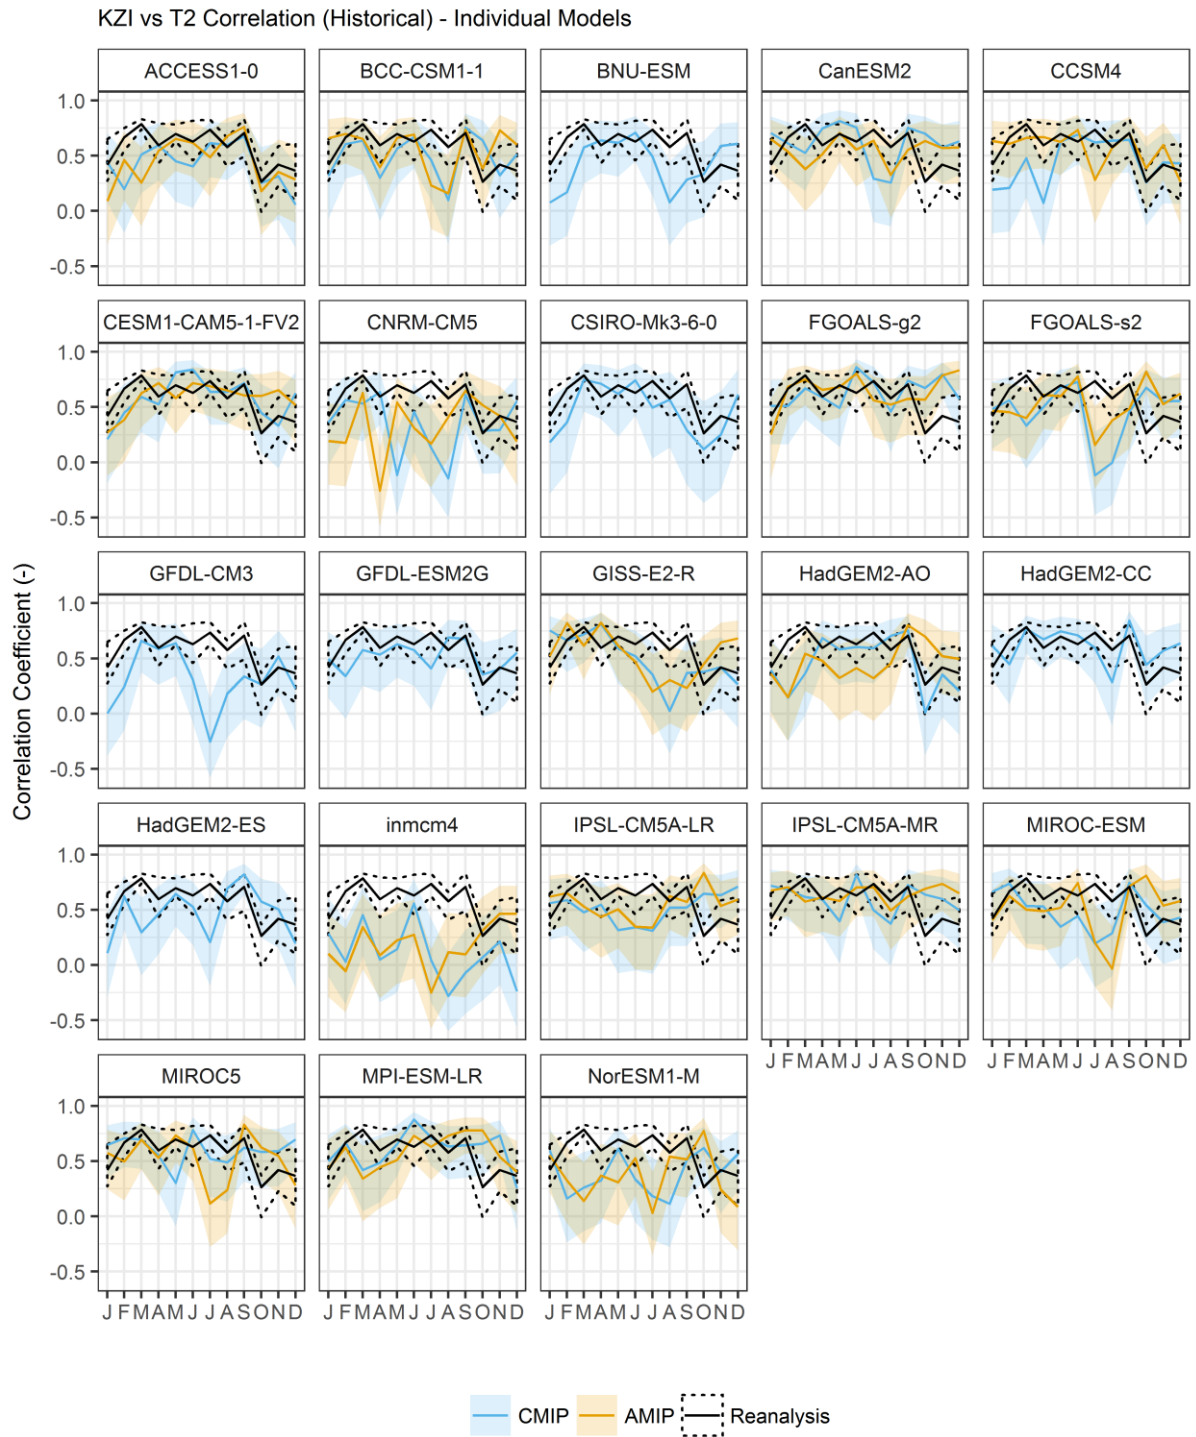 KZI vs T2 Correlation (Historical) - Individual Models
ACCESS1-0 BCC-CSM1-1 BNU-ESM CanESM2 CCSM4
1.0
0.5
0.0
-0.5
CESM1-CAM5-1-FV2 CNRM-CM5 CSIRO-Mk3-6-0 FGOALS-g2 FGOALS-s2
1.0
0.5
0.0
-0.5
Correlation Coefficient (-)
GFDL-CM3 GFDL-ESM2G GISS-E2-R HadGEM2-AO HadGEM2-CC
1.0
0.5
0.0
-0.5
HadGEM2-ES inmcm4 IPSL-CM5A-LR IPSL-CM5A-MR MIROC-ESM
1.0
0.5
0.0
-0.5
J F M A M J J A S O N D J F M A M J J A S O N D
MIROC5 MPI-ESM-LR NorESM1-M
1.0
0.5
0.0
-0.5
J F M A M J J A S O N D J F M A M J J A S O N D J F M A M J J A S O N D
CMIP AMIP Reanalysis